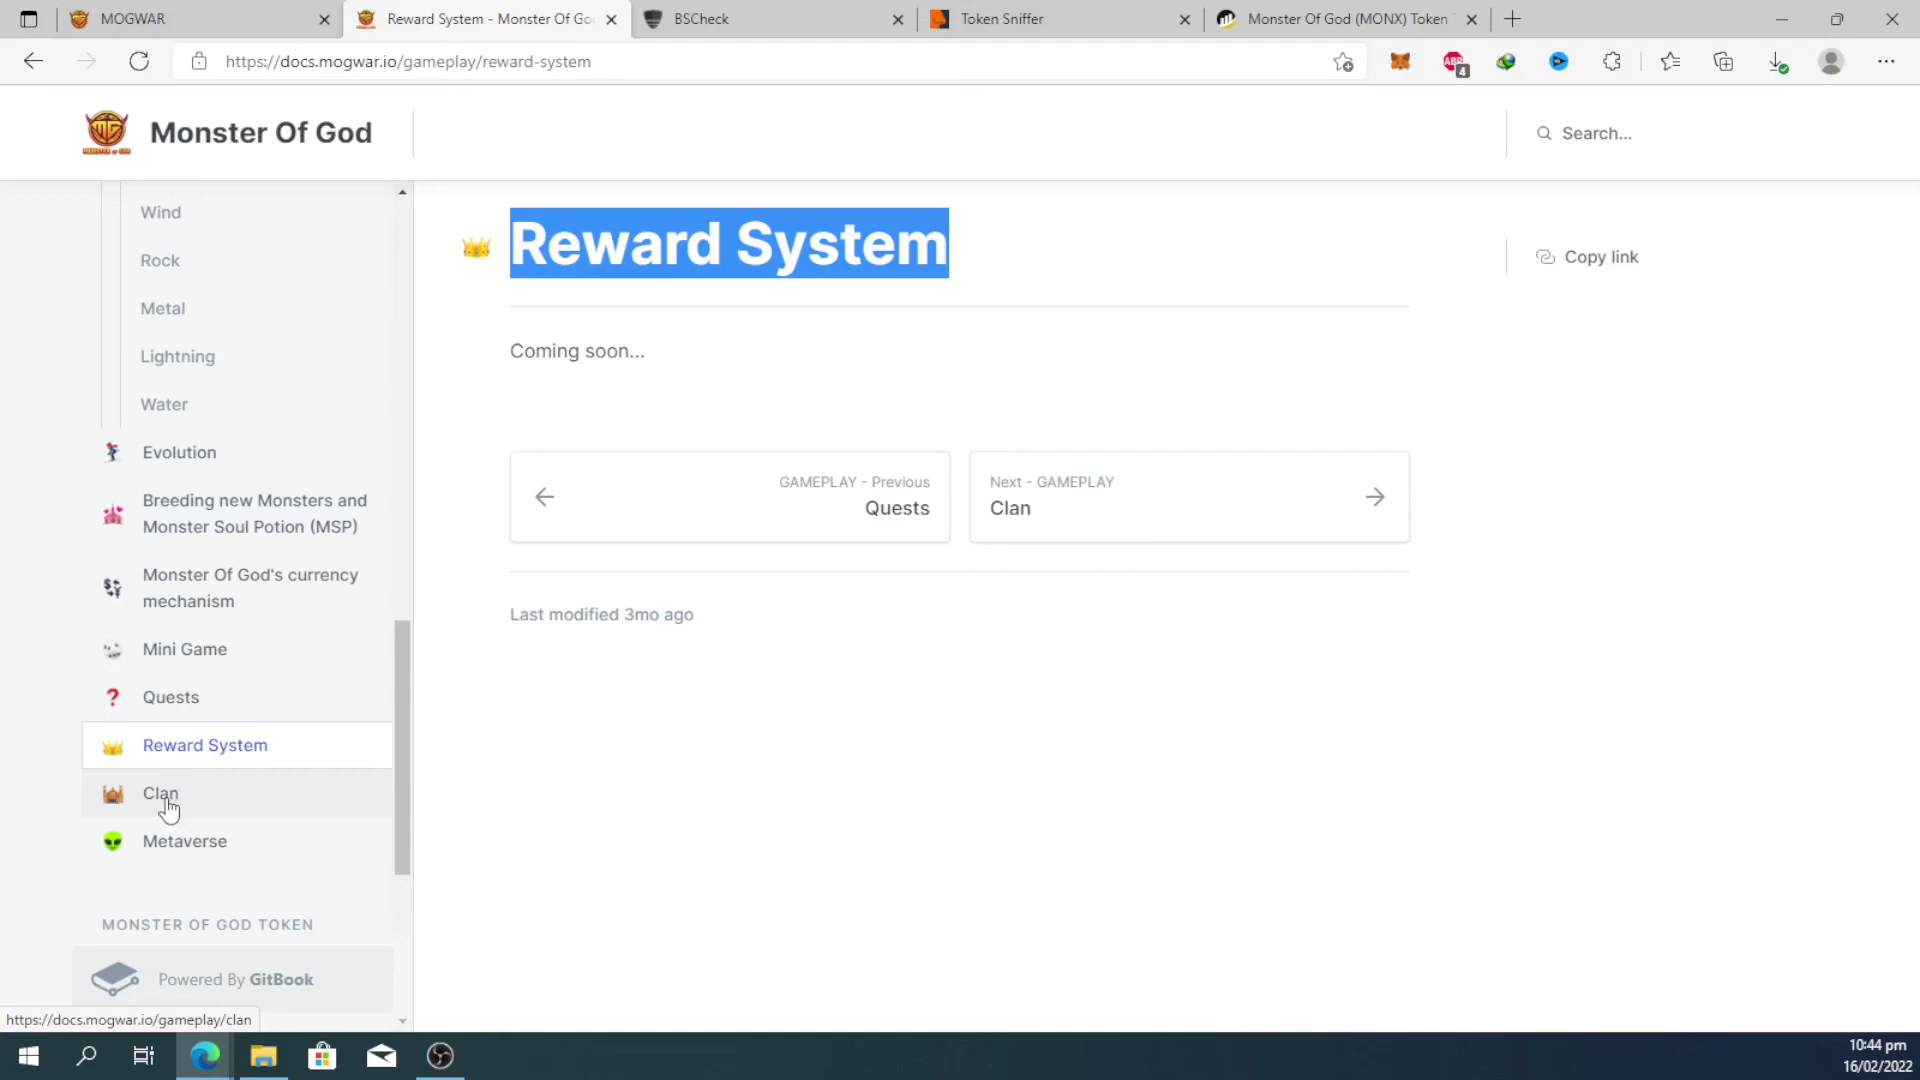 MOGWAR
Reward System - Monster Of Go
BSCheck
Token Sniffer
Monster Of God (MONX) Token
https://docs.mogwar.io/gameplay/reward-system
ABP
4
Monster Of God
Search...
Wind
Rock
Metal
Lightning
Water
Evolution
Breeding new Monsters and
Monster Soul Potion (MSP)
Monster Of God's currency
mechanism
Mini Game
Quests
Reward System
Clan
Metaverse
MONSTER OF GOD TOKEN
Powered By GitBook
https://docs.mogwar.io/gameplay/clan
Reward System
Copy link
Coming soon...
GAMEPLAY - Previous
Quests
Next - GAMEPLAY
Clan
Last modified 3mo ago
10:44 pm
16/02/2022